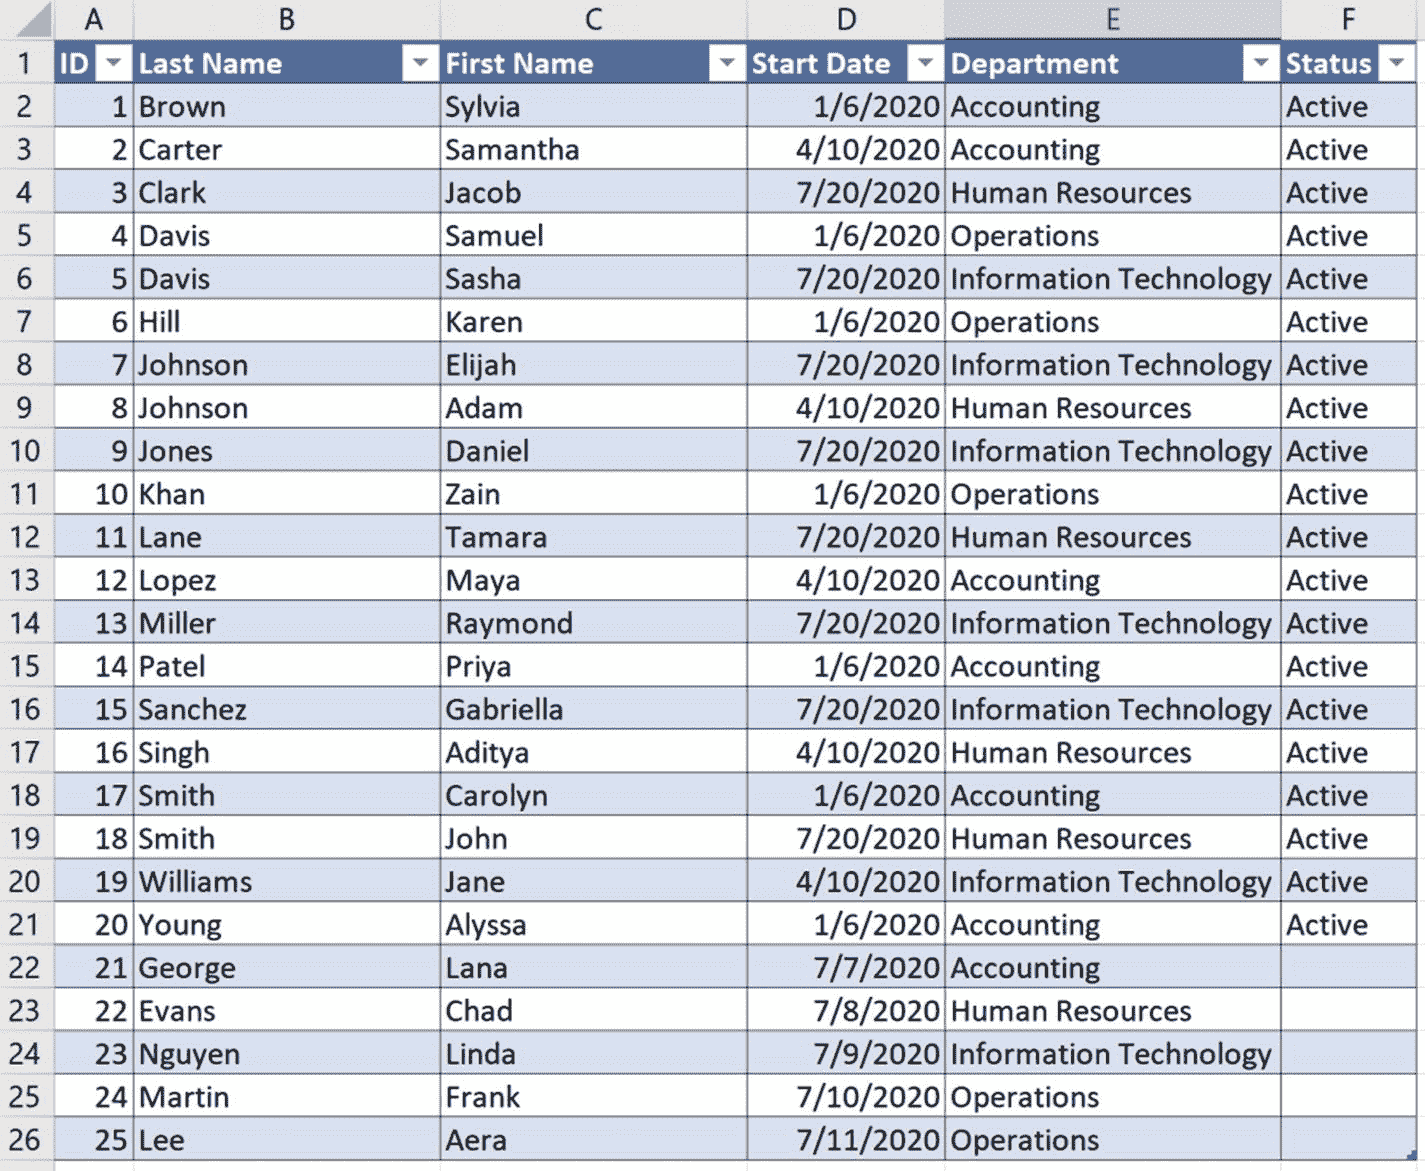 A B C D E F
1 ID Last Name First Name Start Date Department Status
2 1 Brown Sylvia 1/6/2020 Accounting Active
3 2 Carter Samantha 4/10/2020 Accounting Active
4 3 Clark Jacob 7/20/2020 Human Resources Active
5 4 Davis Samuel 1/6/2020 Operations Active
6 5 Davis Sasha 7/20/2020 Information Technology Active
7 6 Hill Karen 1/6/2020 Operations Active
8 7 Johnson Elijah 7/20/2020 Information Technology Active
9 8 Johnson Adam 4/10/2020 Human Resources Active
10 9 Jones Daniel 7/20/2020 Information Technology Active
11 10 Khan Zain 1/6/2020 Operations Active
12 11 Lane Tamara 7/20/2020 Human Resources Active
13 12 Lopez Maya 4/10/2020 Accounting Active
14 13 Miller Raymond 7/20/2020 Information Technology Active
15 14 Patel Priya 1/6/2020 Accounting Active
16 15 Sanchez Gabriella 7/20/2020 Information Technology Active
17 16 Singh Aditya 4/10/2020 Human Resources Active
18 17 Smith Carolyn 1/6/2020 Accounting Active
19 18 Smith John 7/20/2020 Human Resources Active
20 19 Williams Jane 4/10/2020 Information Technology Active
21 20 Young Alyssa 1/6/2020 Accounting Active
22 21 George Lana 7/7/2020 Accounting
23 22 Evans Chad 7/8/2020 Human Resources
24 23 Nguyen Linda 7/9/2020 Information Technology
25 24 Martin Frank 7/10/2020 Operations
26 25 Lee Aera 7/11/2020 Operations